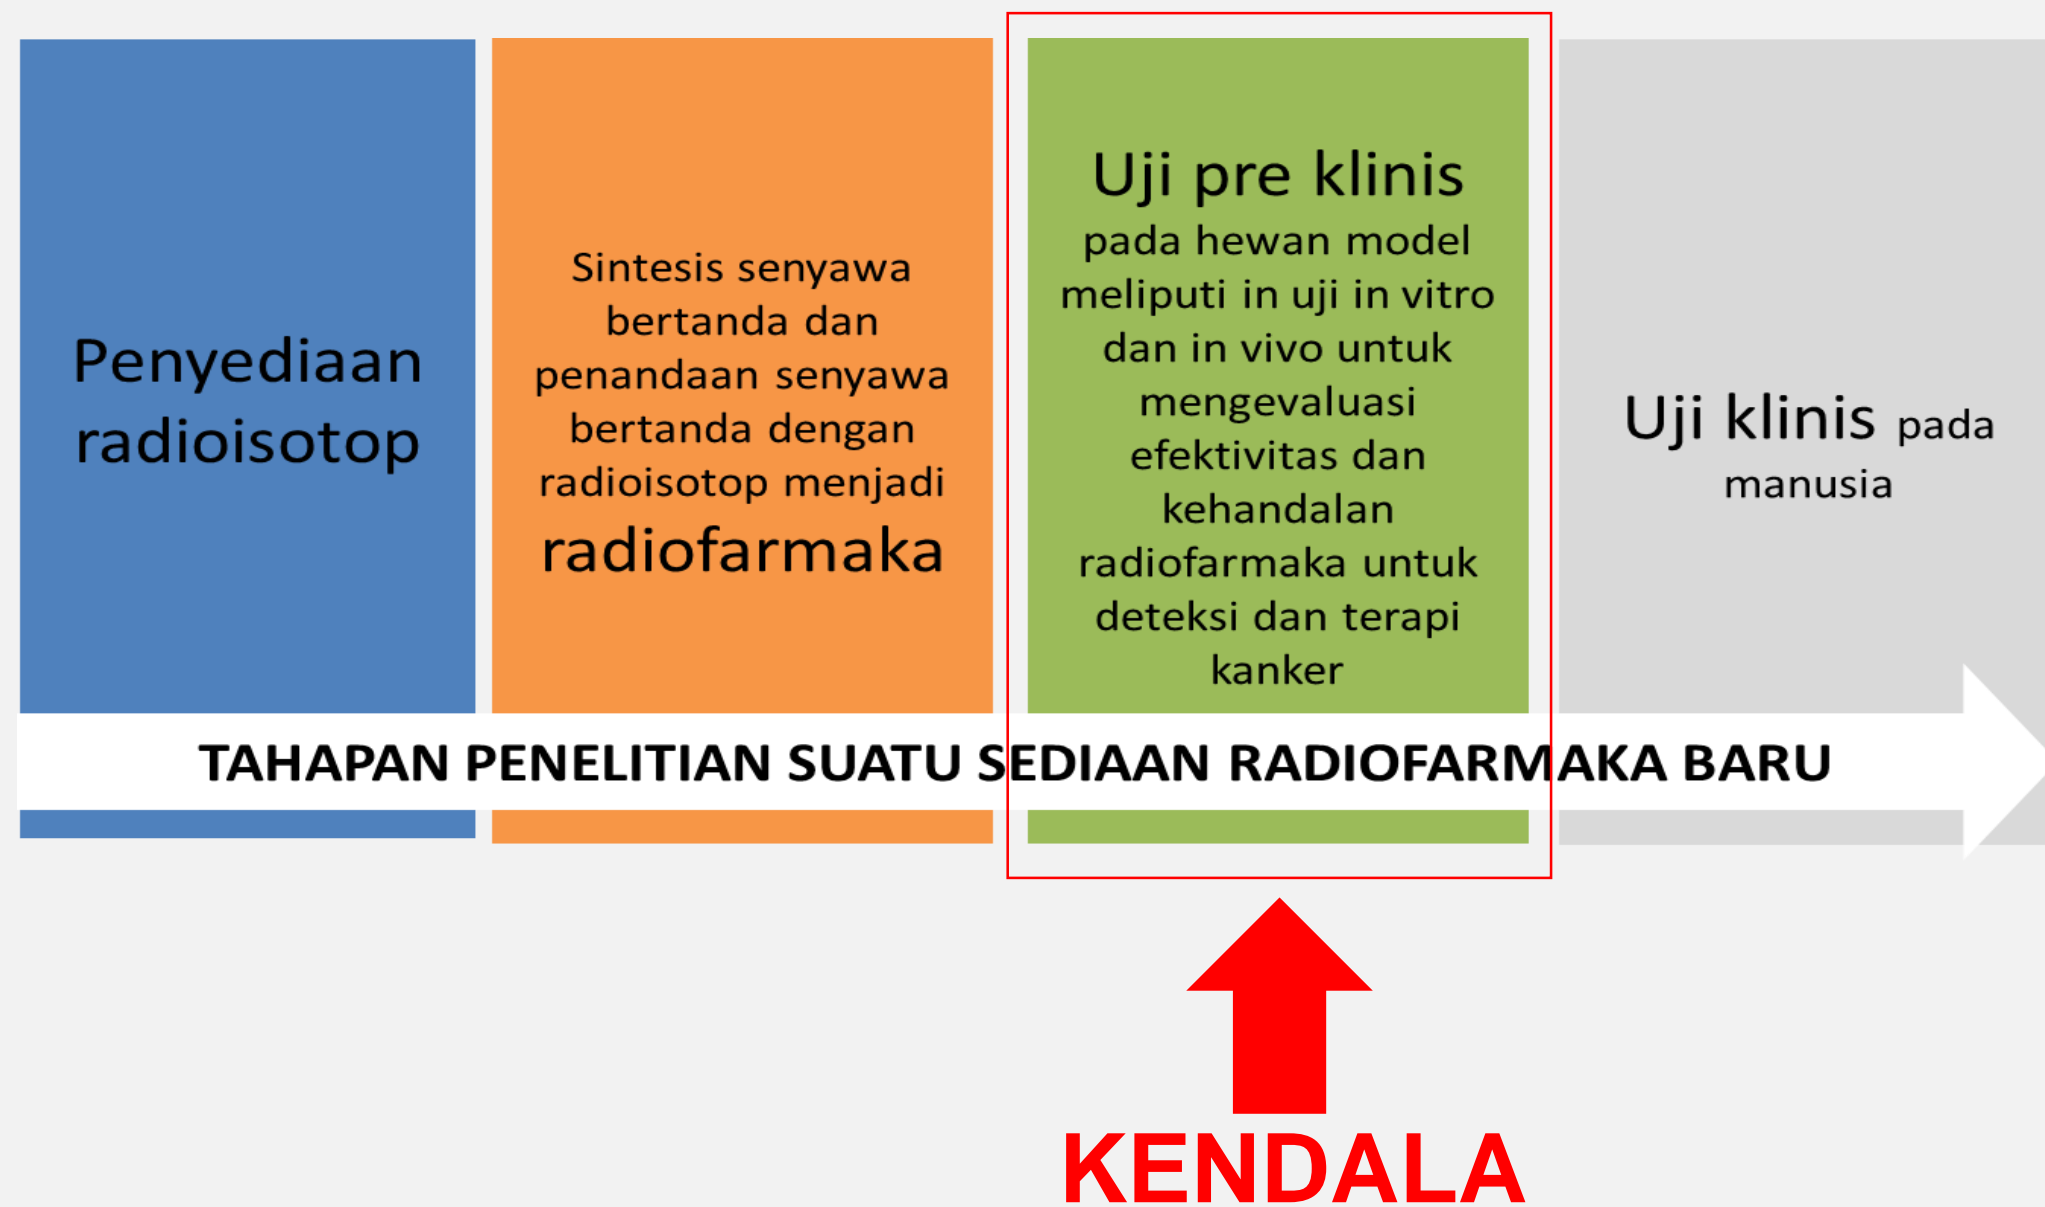 Penyediaan
radioisotop
Sintesis senyawa
bertanda dan
penandaan senyawa
bertanda dengan
radioisotop menjadi
radiofarmaka
Uji pre klinis
pada hewan model
meliputi in uji in vitro
dan in vivo untuk
mengevaluasi
efektivitas dan
kehandalan
radiofarmaka untuk
deteksi dan terapi
kanker
Uji klinis pada
manusia
TAHAPAN PENELITIAN SUATU SEDIAAN RADIOFARMAKA BARU
KENDALA